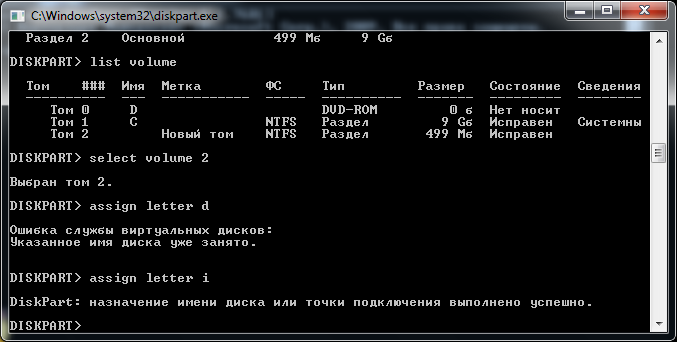 C:\Windows\system32\diskpart.exe
Раздел 2 Основной 499 Mб 9 Gб
DISKPART> list volume
Том ### Имя Метка ФС Тип Размер Состояние Сведения
Том 0 D DVD-ROM 0 б Нет носит
Том 1 C NTFS Раздел 9 Gб Исправен Системны
Том 2 Новый том NTFS Раздел 499 Mб Исправен
DISKPART> select volume 2
Выбран том 2.
DISKPART> assign letter d
Ошибка службы виртуальных дисков:
Указанное имя диска уже занято.
DISKPART> assign letter i
DiskPart: назначение имени диска или точки подключения выполнено успешно.
DISKPART>